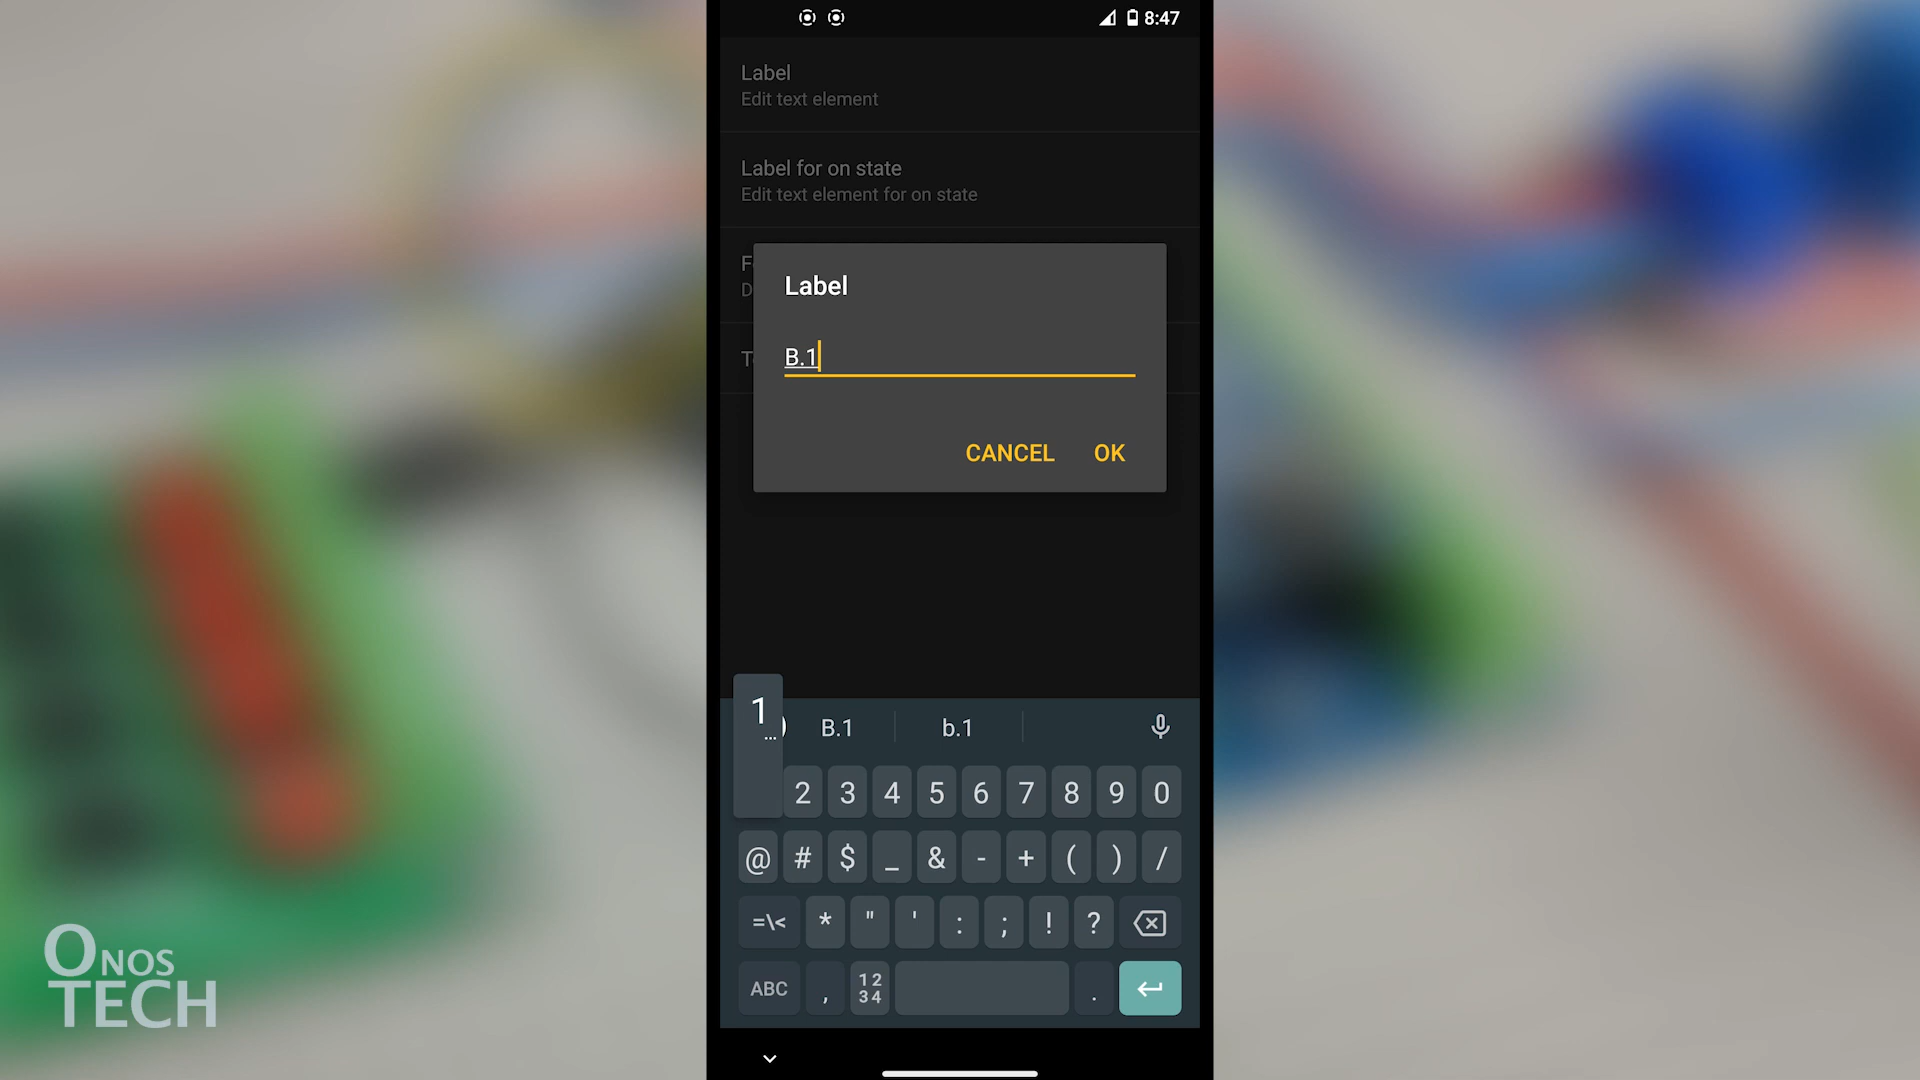 8:47
Label
Edit text element
Label for on state
Edit text element for on state
F
D
T
Label
B.1
CANCEL OK
1
...
B.1 b.1
2 3 4 5 6 7 8 9 0
@ # $ _ & - + ( ) /
=\< * " ' : ; ! ?
ABC , 12 34 .
ONOS
TECH